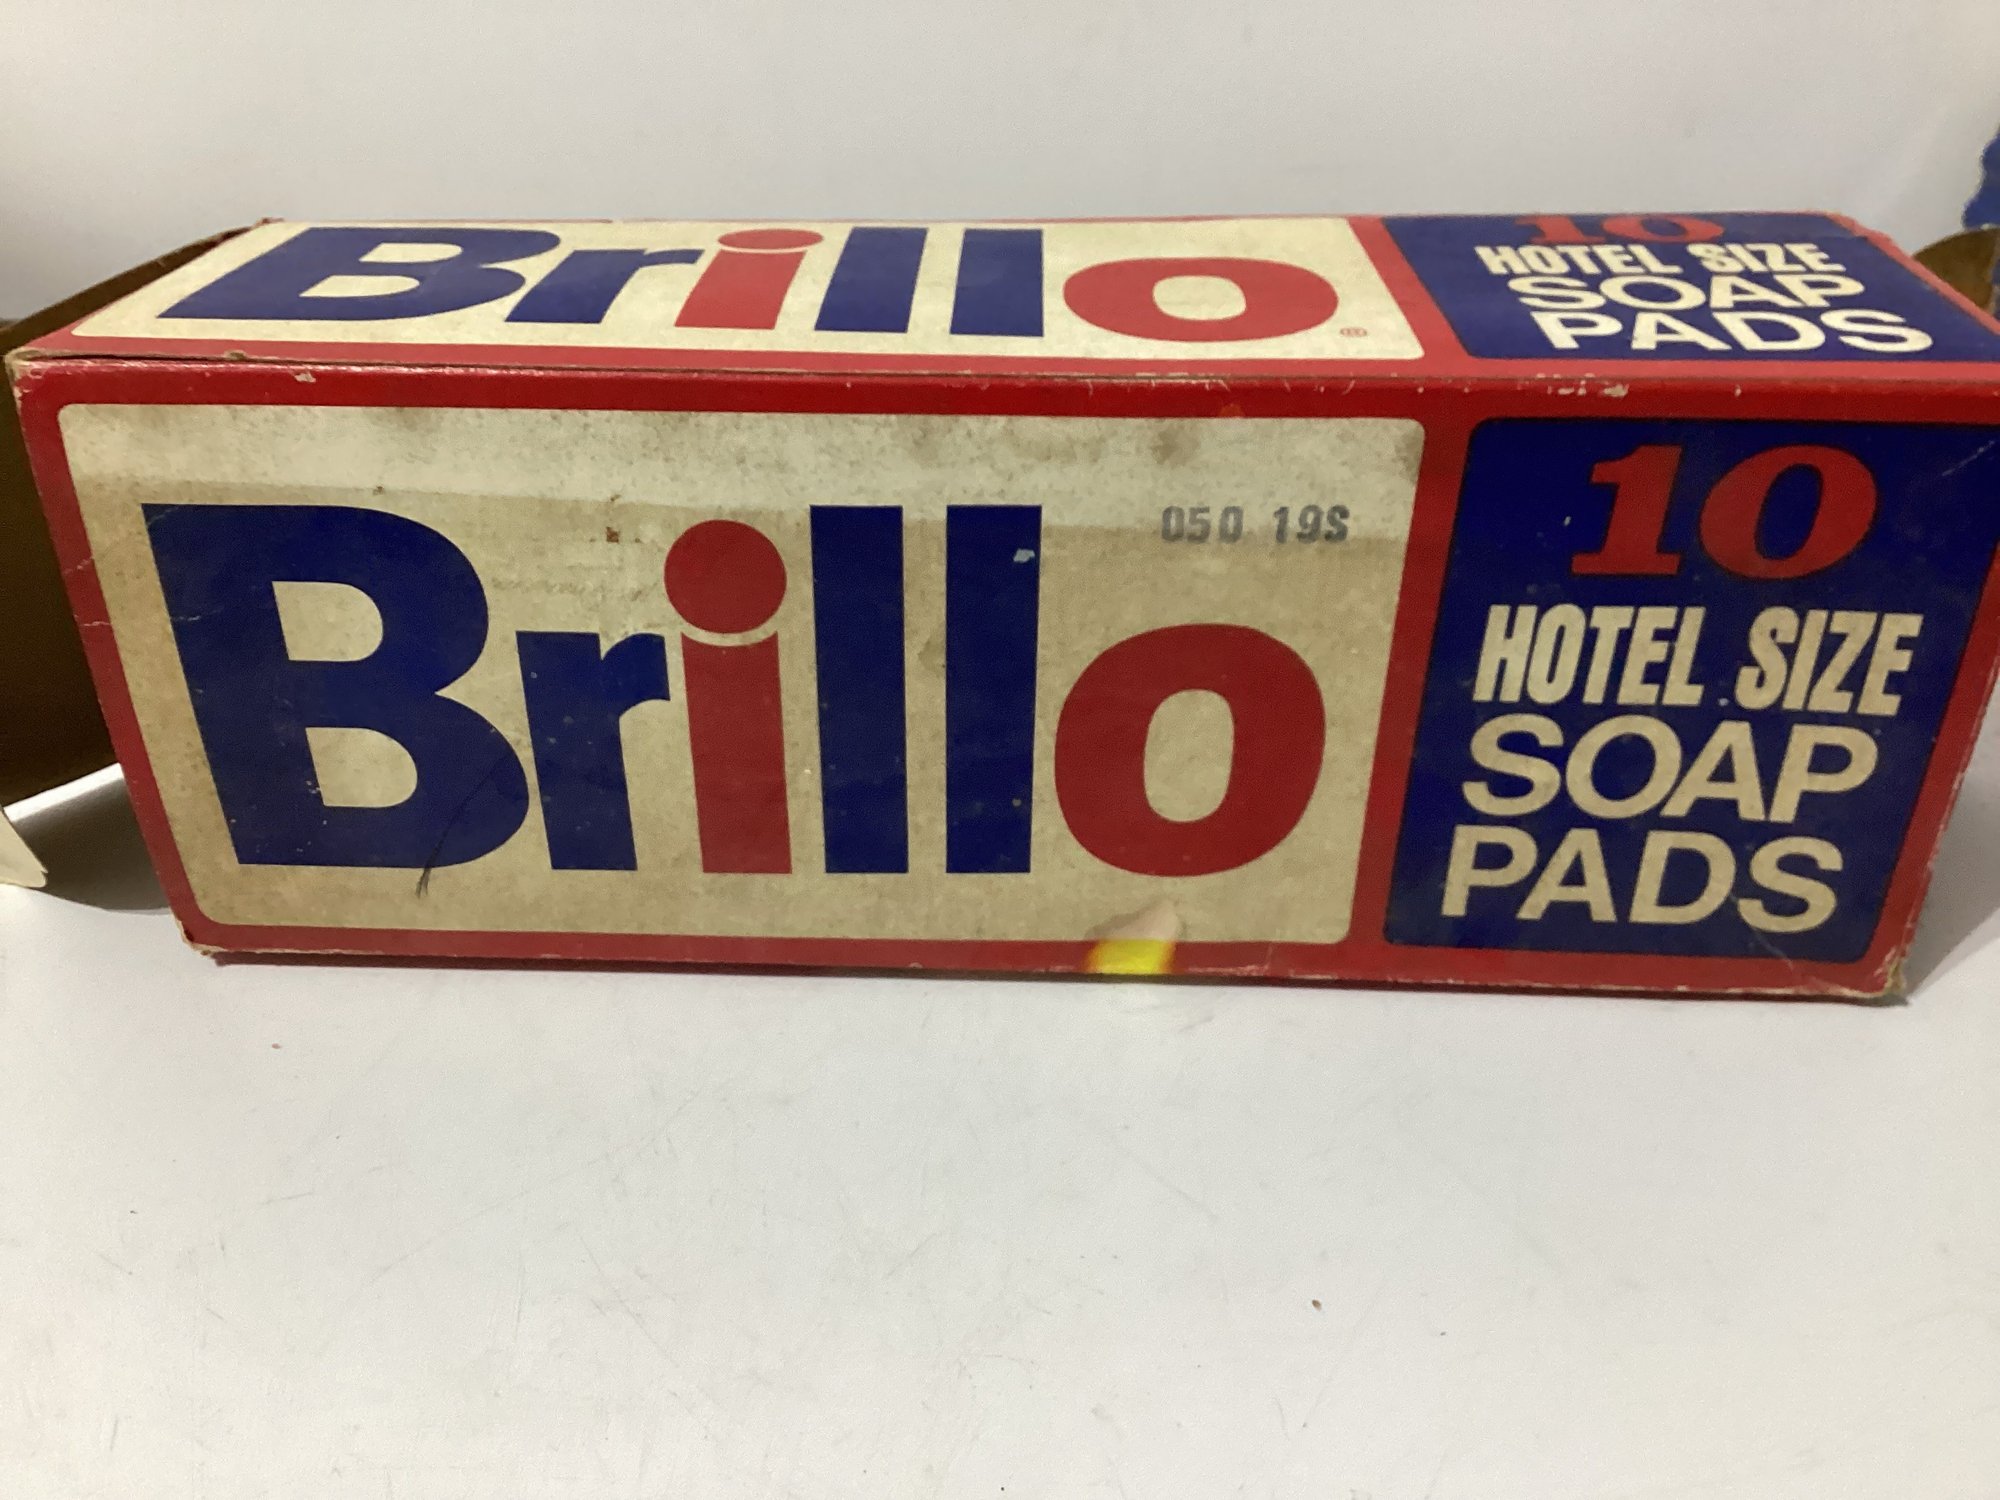 Brillo®
10
HOTEL SIZE
SOAP
PADS
Brillo
050 19S
10
HOTEL SIZE
SOAP
PADS